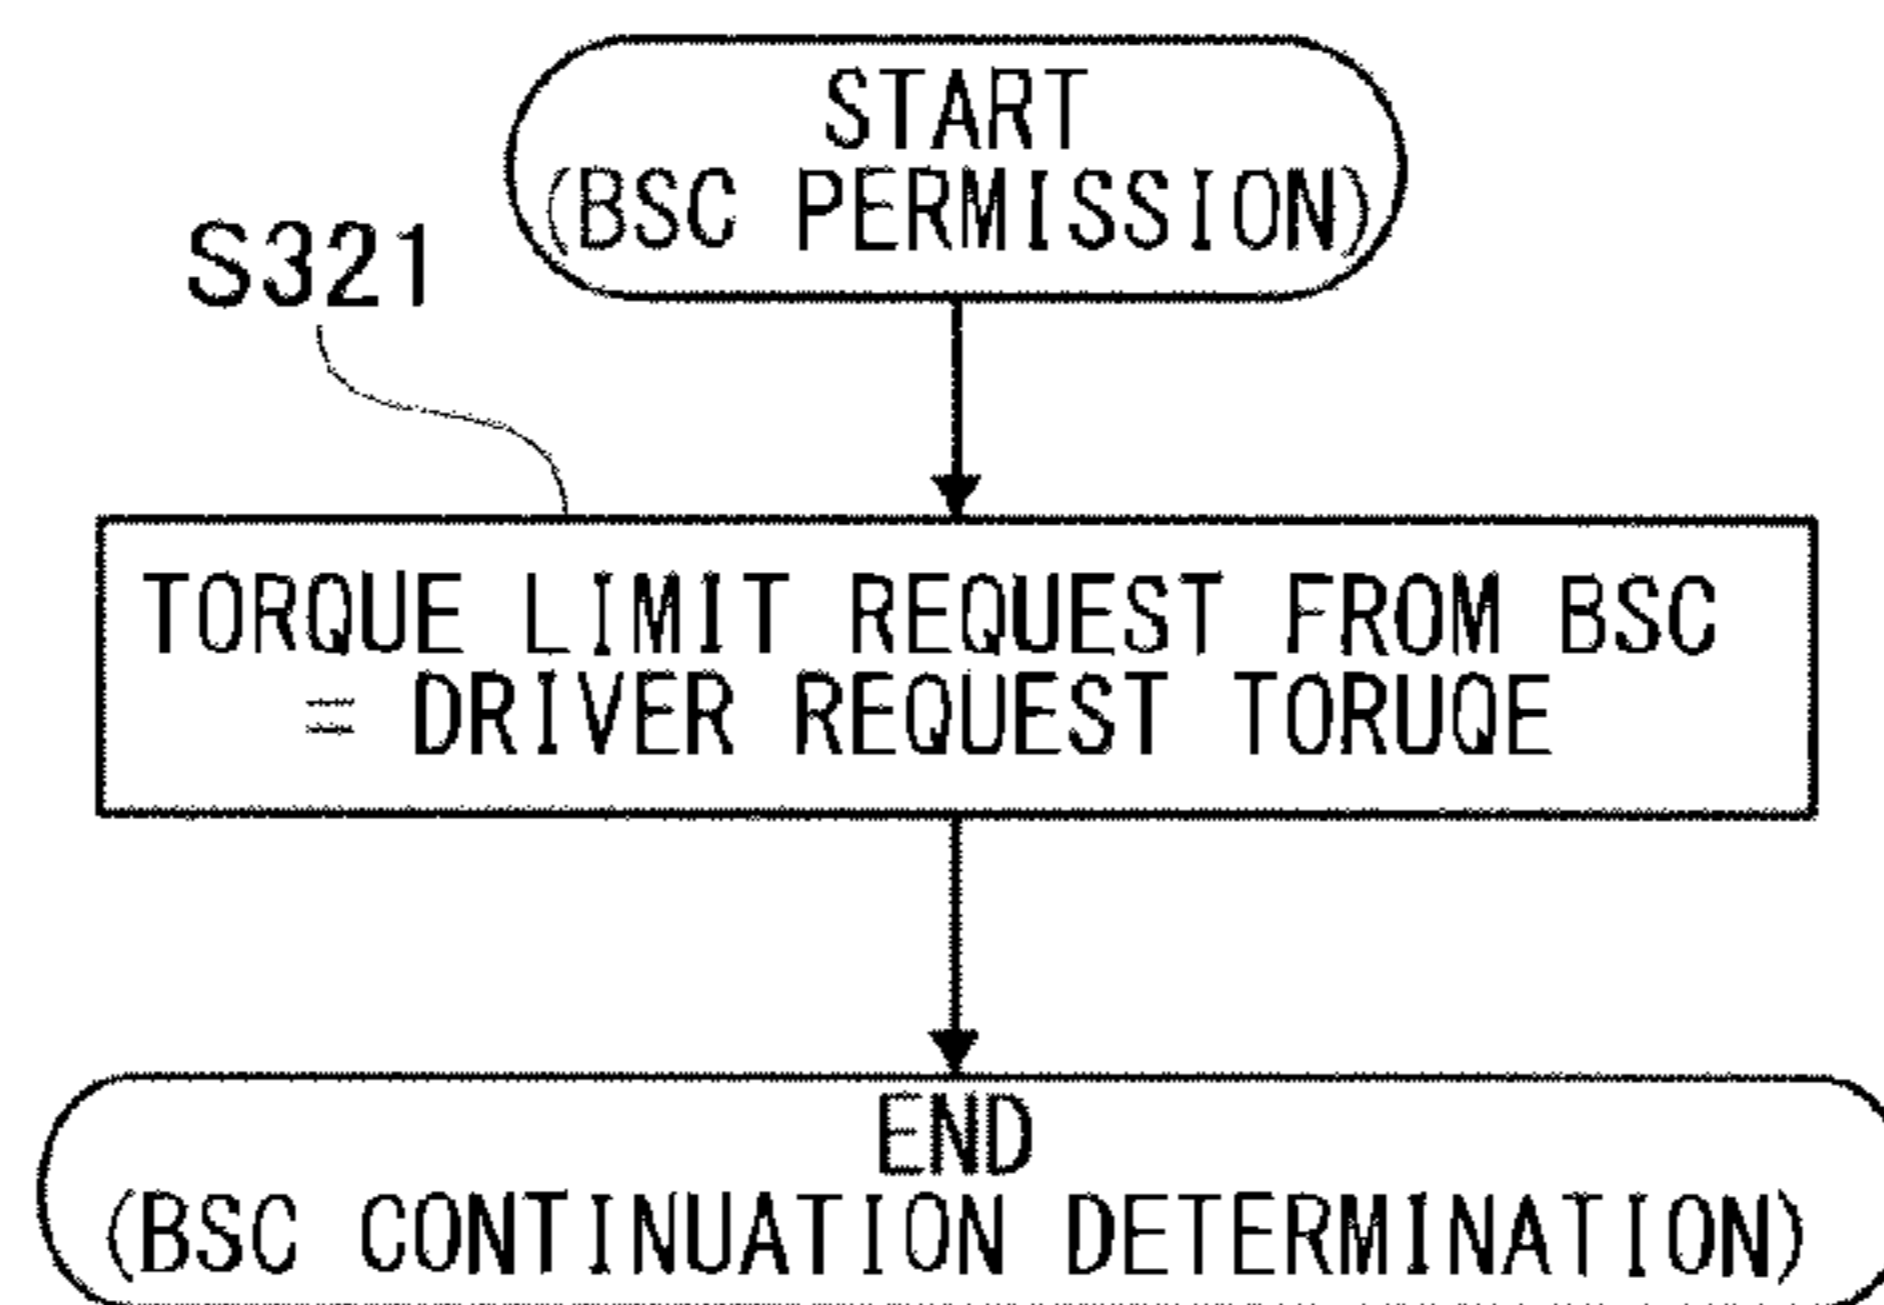 START
(BSC PERMISSION)
S321
TORQUE LIMIT REQUEST FROM BSC
= DRIVER REQUEST TORUQE
END
(BSC CONTINUATION DETERMINATION)